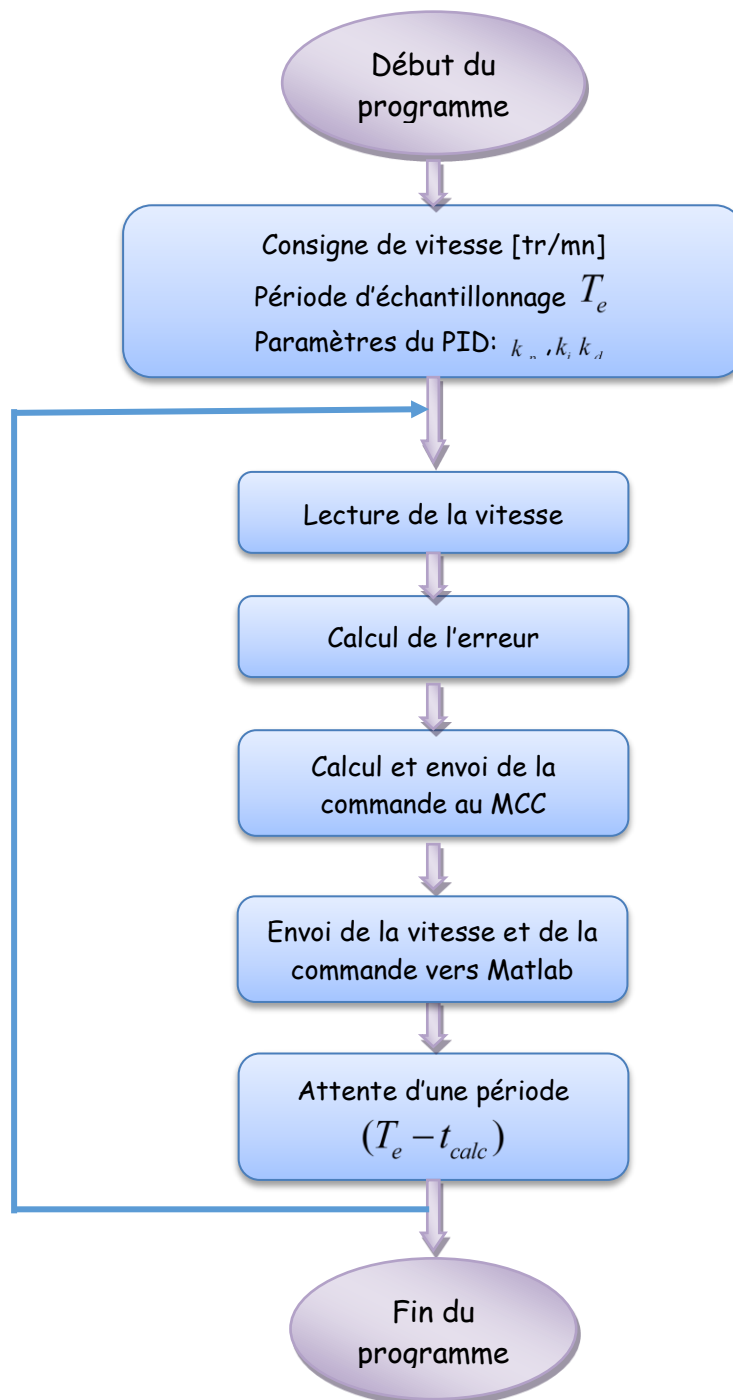 Début du
programme
Consigne de vitesse [tr/mn]
Période d'échantillonnage T_e
Paramètres du PID: k_p , k_i k_d
Lecture de la vitesse
Calcul de l'erreur
Calcul et envoi de la
commande au MCC
Envoi de la vitesse et de la
commande vers Matlab
Attente d'une période
(T_e − t_calc)
Fin du
programme